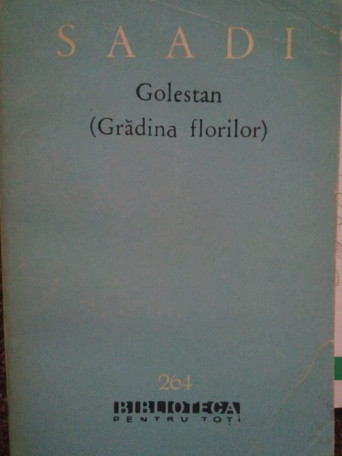 SAADI
Golestan
(Grădina florilor)
264
BIBLIOTECA
PENTRU TOȚI